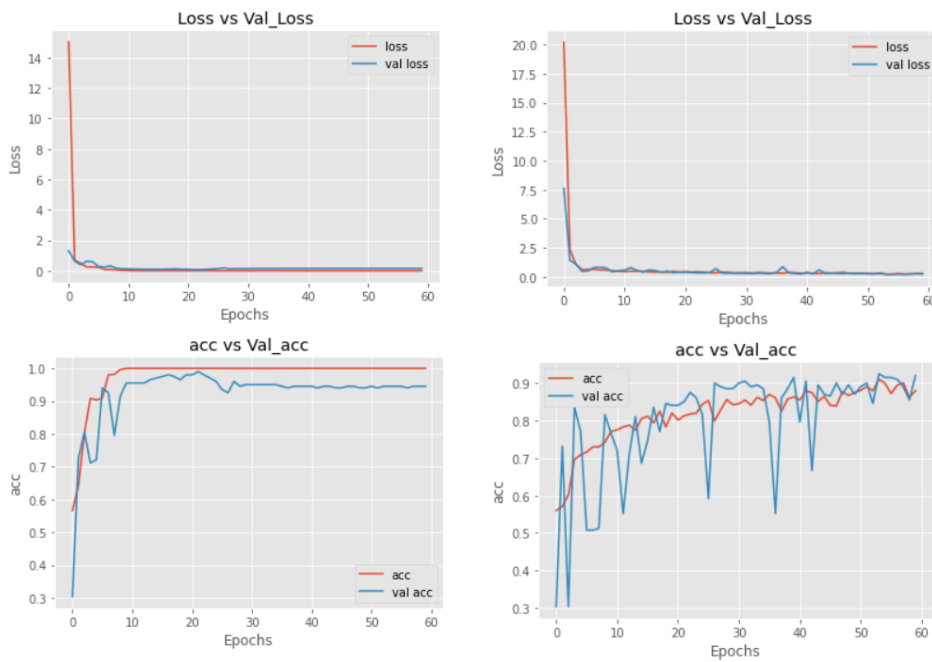 Loss vs Val_Loss
loss
val loss
14
12
10
8
6
4
2
0
Loss
0 10 20 30 40 50 60
Epochs
Loss vs Val_Loss
loss
val loss
20.0
17.5
15.0
12.5
10.0
7.5
5.0
2.5
0.0
Loss
0 10 20 30 40 50 60
Epochs
acc vs Val_acc
1.0
0.9
0.8
0.7
0.6
0.5
0.4
0.3
acc
acc
val acc
0 10 20 30 40 50 60
Epochs
acc vs Val_acc
acc
val acc
0.9
0.8
0.7
0.6
0.5
0.4
0.3
acc
0 10 20 30 40 50 60
Epochs